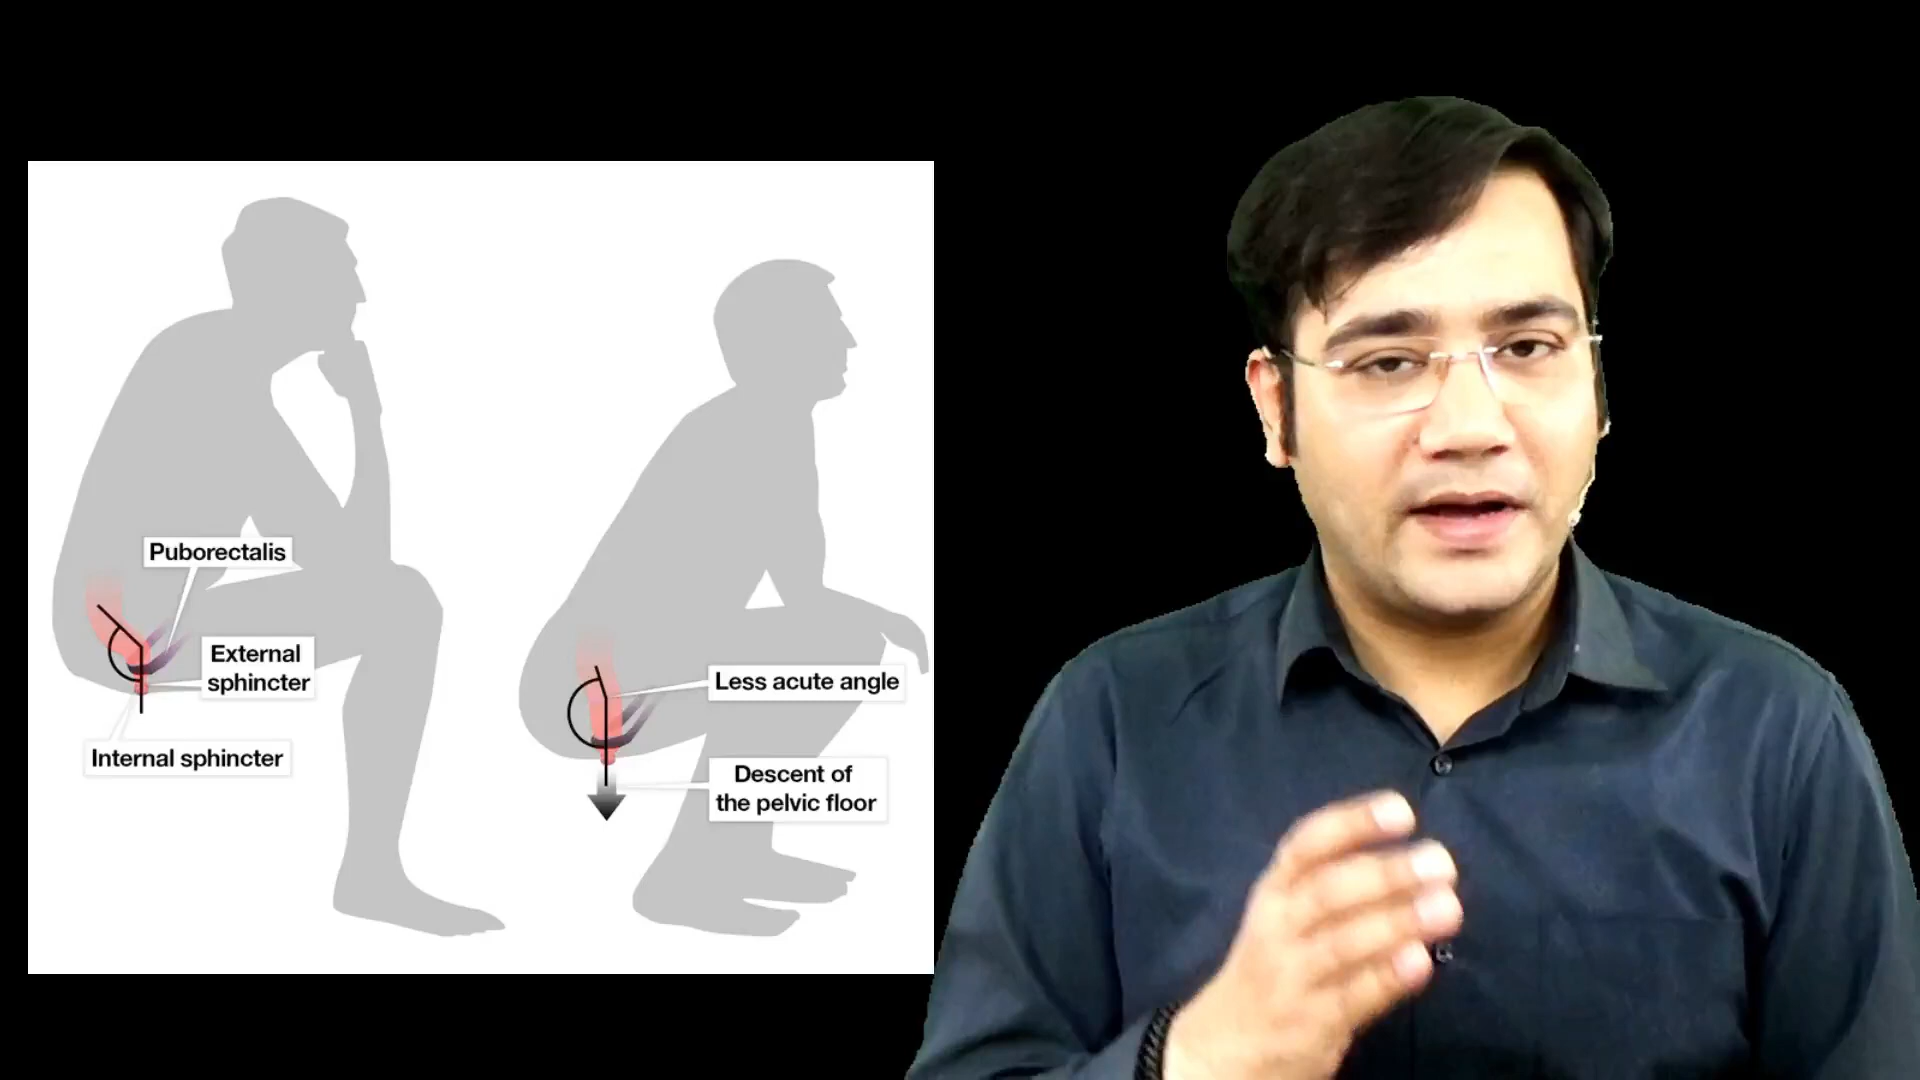 Puborectalis
External
sphincter
Internal sphincter
Less acute angle
Descent of
the pelvic floor